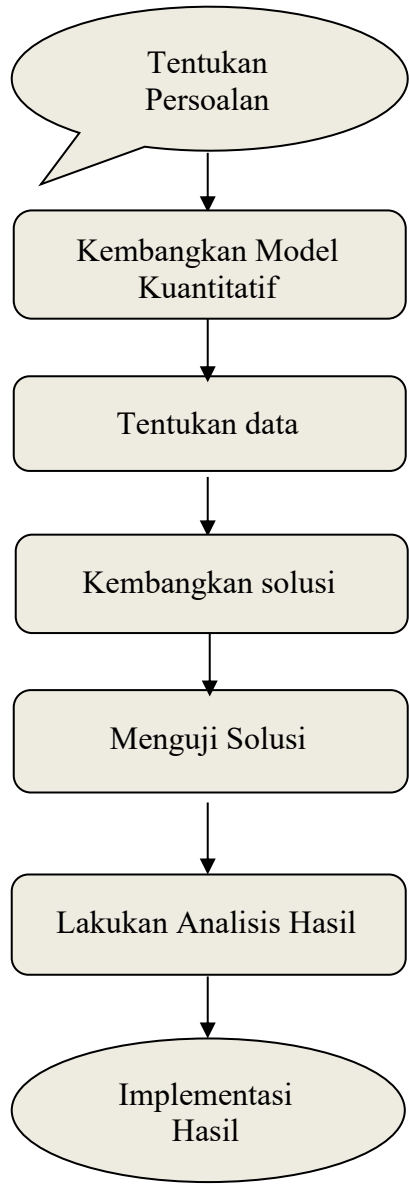 Tentukan
Persoalan
Kembangkan Model
Kuantitatif
Tentukan data
Kembangkan solusi
Menguji Solusi
Lakukan Analisis Hasil
Implementasi
Hasil